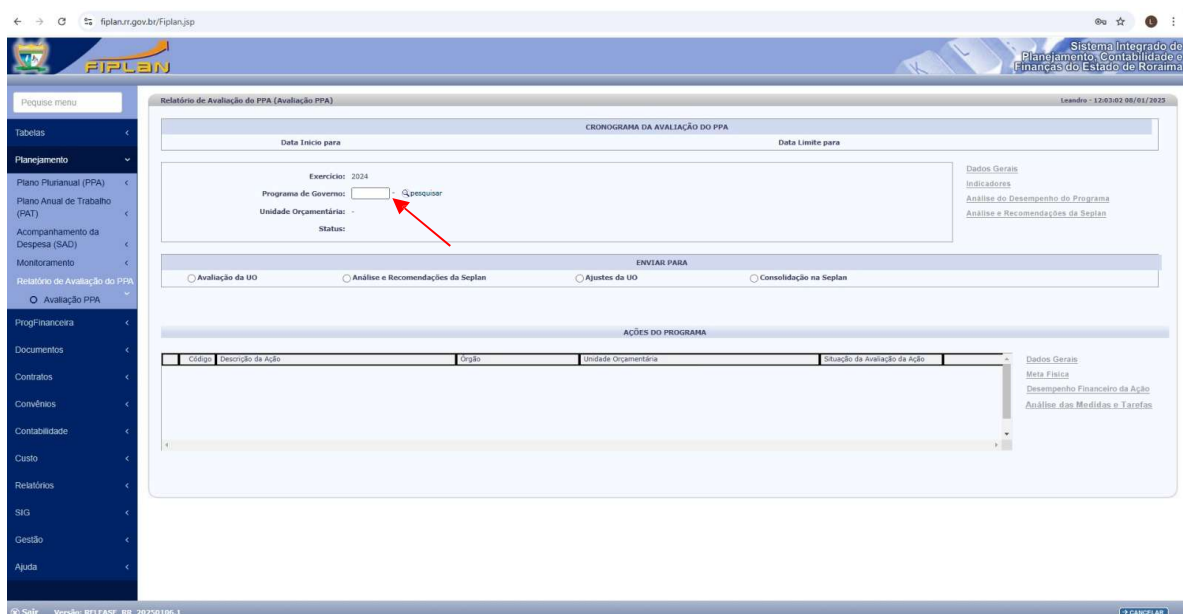 fiplan.rr.gov.br/Fiplan.jsp
L
FIPLAN
Sistema Integrado de
Planejamento, Contabilidade e
Finanças do Estado de Roraima
Pequise menu
Relatório de Avaliação do PPA (Avaliação PPA)
Leandro - 12:03:02 08/01/2025
CRONOGRAMA DA AVALIAÇÃO DO PPA
Data Início para Data Limite para
Tabelas
Planejamento
Plano Plurianual (PPA)
Plano Anual de Trabalho
(PAT)
Acompanhamento da
Despesa (SAD)
Monitoramento
Relatório de Avaliação do PPA
Avaliação PPA
ProgFinanceira
Documentos
Contratos
Convênios
Contabilidade
Custo
Relatórios
SIG
Gestão
Ajuda
Exercício: 2024
Programa de Governo: - pesquisar
Unidade Orçamentária: -
Status:
Dados Gerais
Indicadores
Análise do Desempenho do Programa
Análise e Recomendações da Seplan
ENVIAR PARA
Avaliação da UO Análise e Recomendações da Seplan Ajustes da UO Consolidação na Seplan
AÇÕES DO PROGRAMA
Código Descrição da Ação Órgão Unidade Orçamentária Situação da Avaliação da Ação
Dados Gerais
Meta Física
Desempenho Financeiro da Ação
Análise das Medidas e Tarefas
Sair Versão: RELEASE_RR_20250106.1
CANCELAR